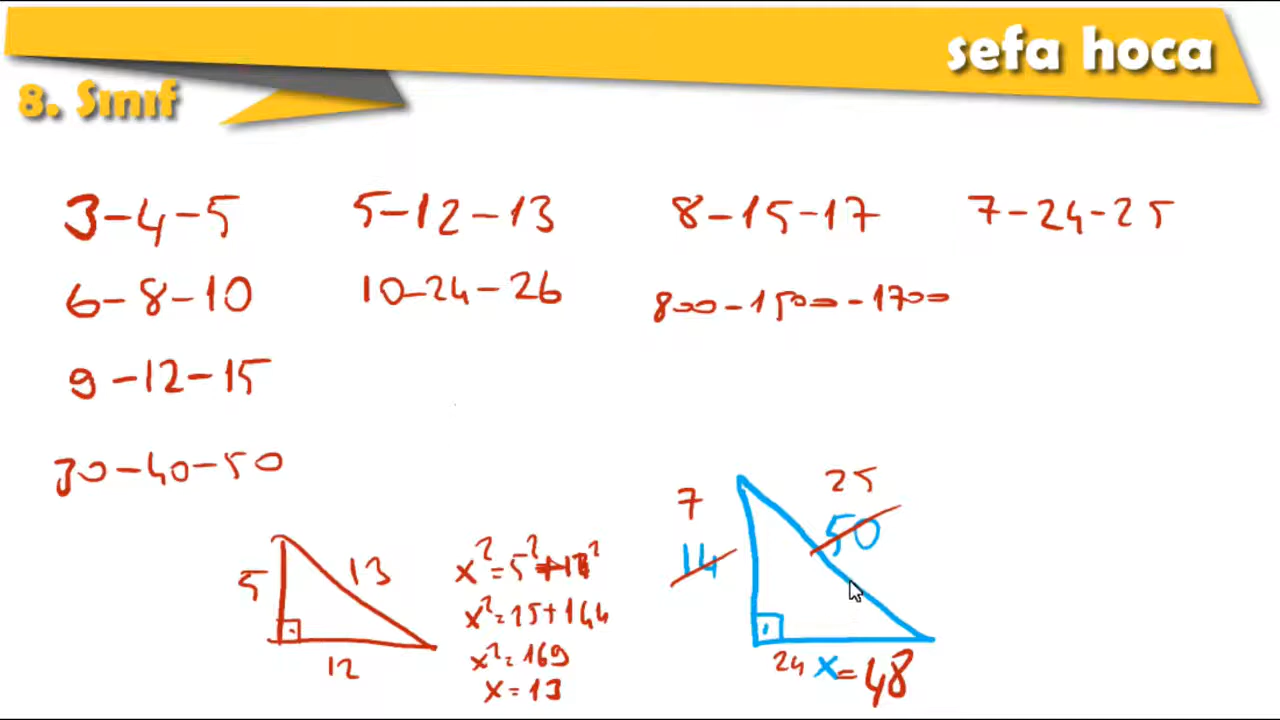 sefa hoca
8. Sınıf
3-4-5
5-12-13
8-15-17
7-24-25
6-8-10
10-24-26
800-1500-1700
9-12-15
30-40-50
5
13
12
x²=5²+12²
x²=25+144
x²=169
x=13
7
14
25
50
24
x=48